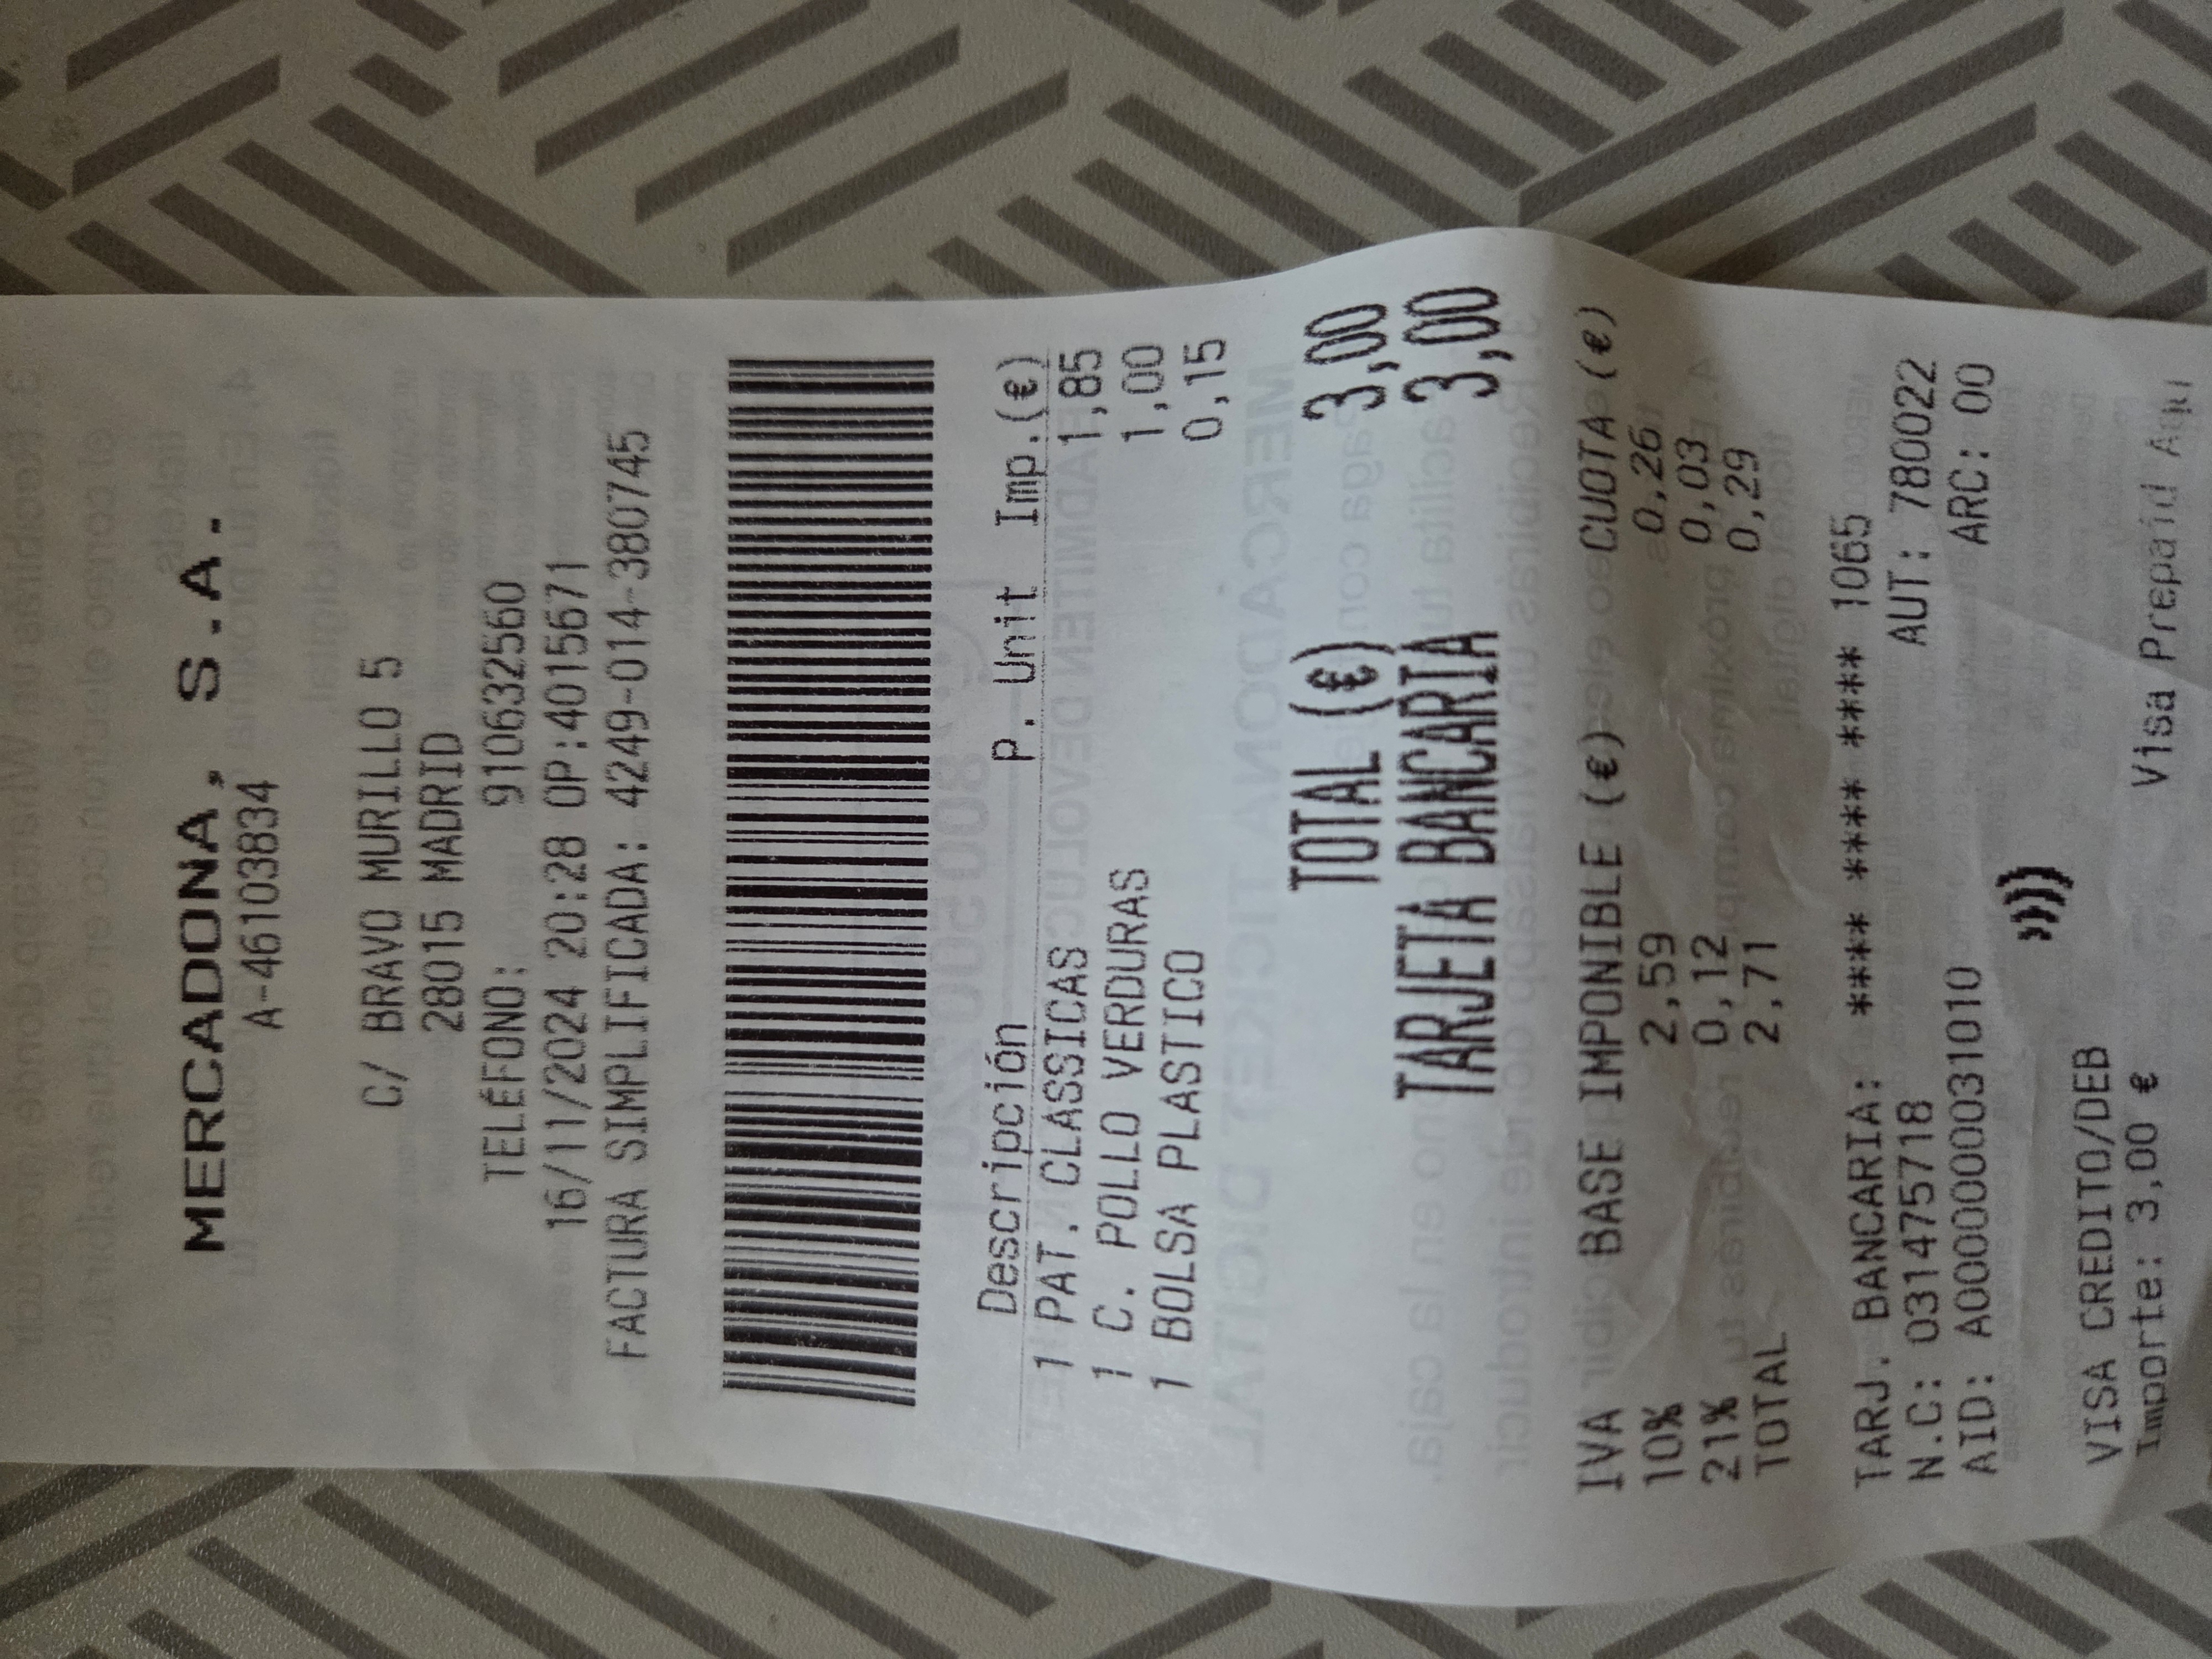 MERCADONA, S.A.
A-46103834
C/ BRAVO MURILLO 5
28015 MADRID
TELÉFONO: 910632560
16/11/2024 20:28 OP:4015671
FACTURA SIMPLIFICADA: 4249-014-380745
Descripción P. Unit Imp.(€)
1 PAT. CLASSICAS 1,85
1 C. POLLO VERDURAS 1,00
1 BOLSA PLASTICO 0,15
TOTAL (€) 3,00
TARJETA BANCARIA 3,00
IVA BASE IMPONIBLE (€) CUOTA (€)
10% 2,59 0,26
21% 0,12 0,03
TOTAL 2,71 0,29
TARJ. BANCARIA: **** **** **** 1065
N.C: 031475718 AUT: 780022
AID: A0000000031010 ARC: 00
VISA CREDITO/DEB
Importe: 3,00 € Visa Prepaid